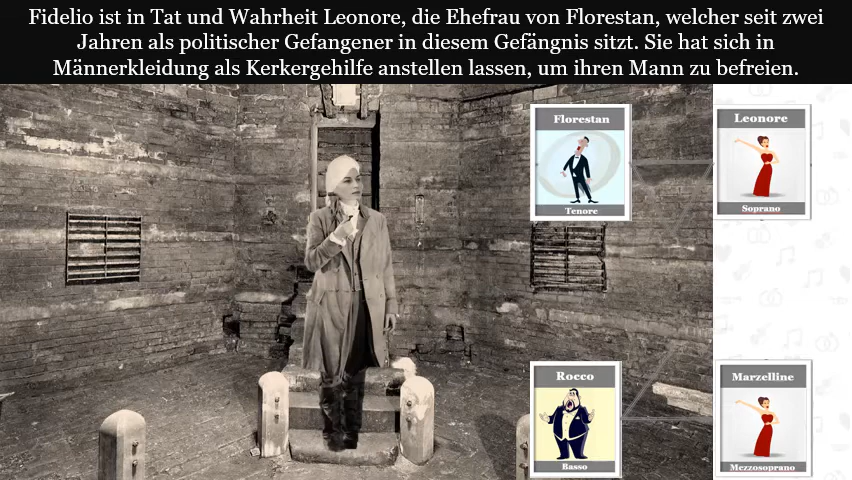 Fidelio ist in Tat und Wahrheit Leonore, die Ehefrau von Florestan, welcher seit zwei
Jahren als politischer Gefangener in diesem Gefängnis sitzt. Sie hat sich in
Männerkleidung als Kerkergehilfe anstellen lassen, um ihren Mann zu befreien.
Florestan
Tenore
Leonore
Soprano
Rocco
Basso
Marzelline
Mezzosoprano